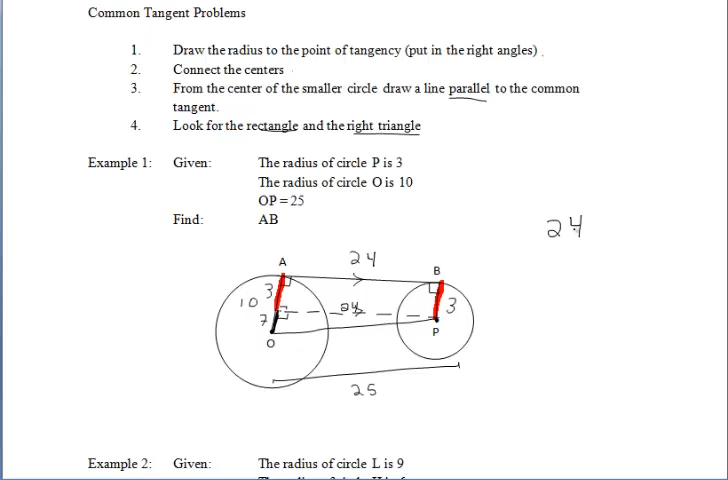 Common Tangent Problems
1. Draw the radius to the point of tangency (put in the right angles) .
2. Connect the centers
3. From the center of the smaller circle draw a line parallel to the common
tangent.
4. Look for the rectangle and the right triangle
Example 1: Given: The radius of circle P is 3
The radius of circle O is 10
OP = 25
Find: AB
24
A
24
B
3
10
24
3
7
O
P
25
Example 2: Given: The radius of circle L is 9